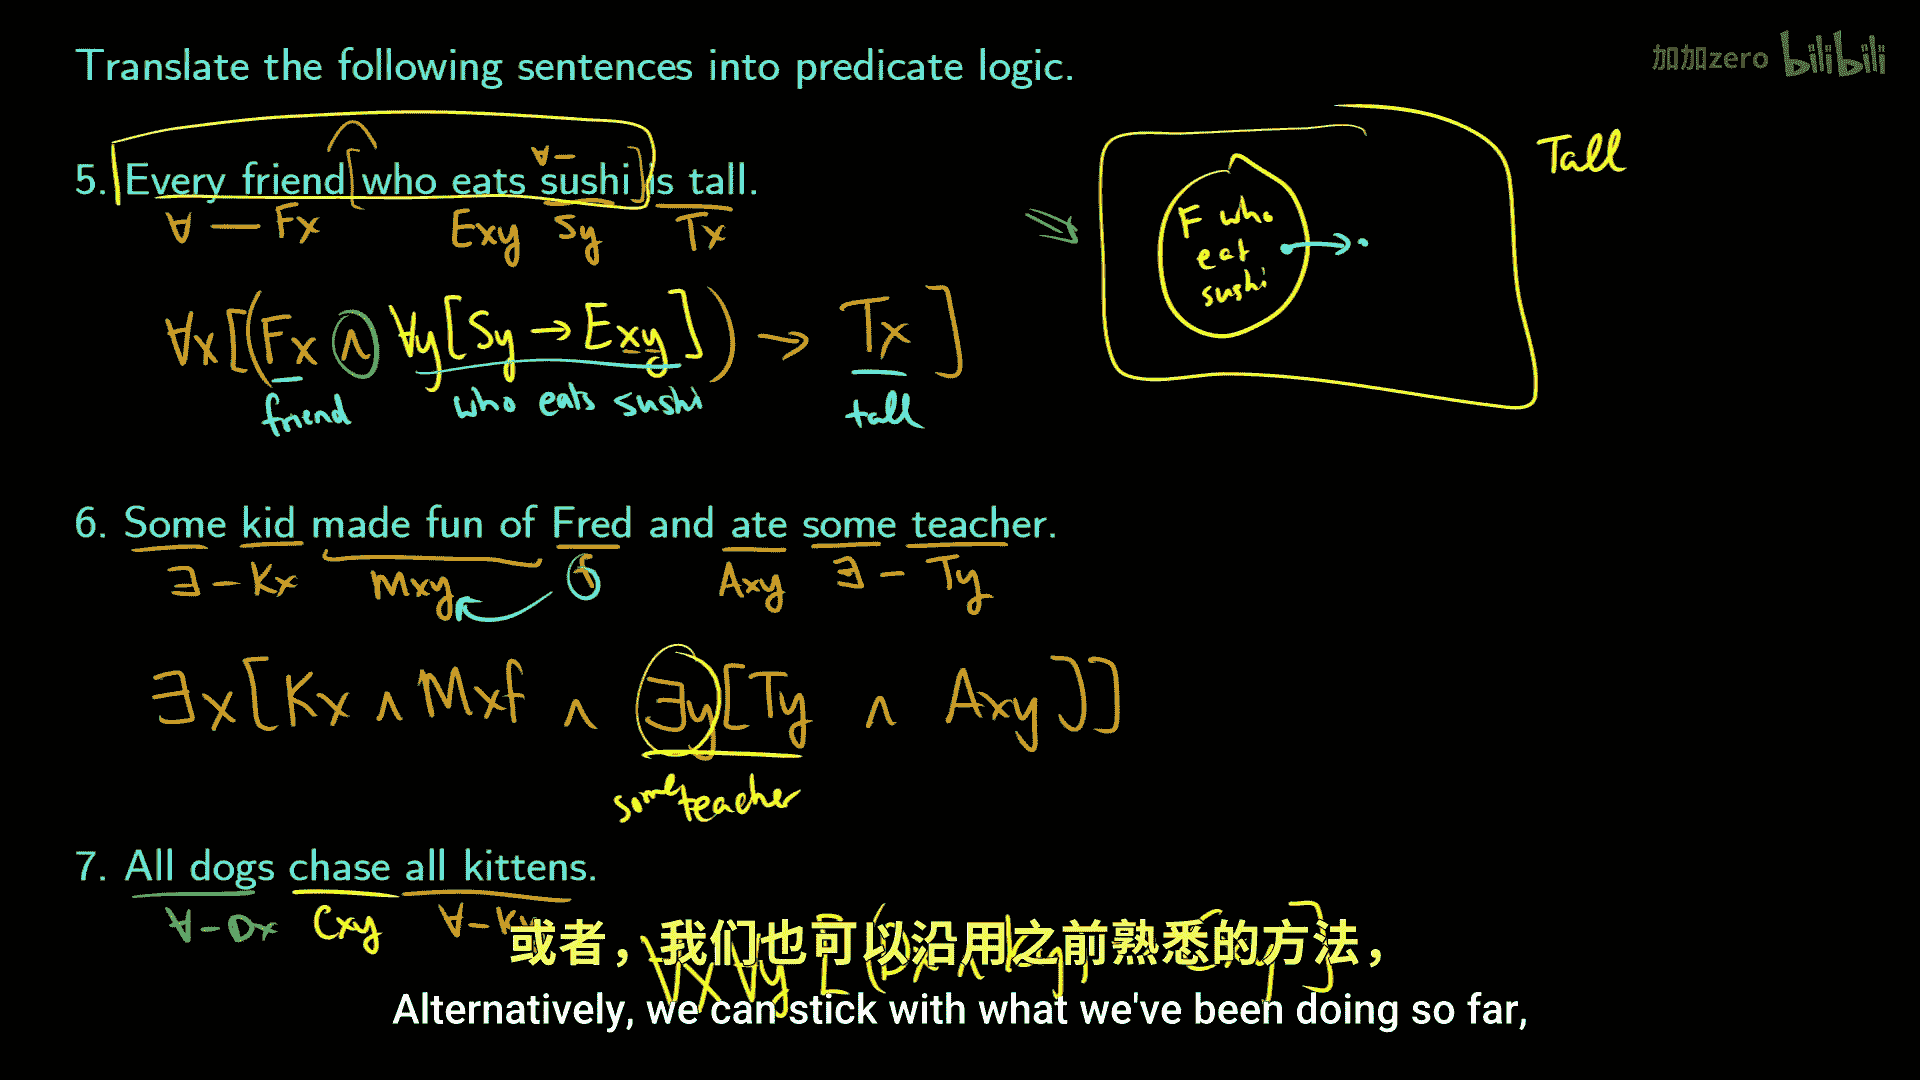 Translate the following sentences into predicate logic.
加加zero bilibili
Tall
∀ –
5. Every friend who eats sushi is tall.
∀ — Fx Exy Sy Tx
F who
eat
sushi
∀x[(Fx ∧ ∀y[Sy → Exy]) → Tx]
friend who eats sushi tall
6. Some kid made fun of Fred and ate some teacher.
∃ – Kx Mxy f Axy ∃ – Ty
∃x[Kx ∧ Mxf ∧ ∃y[Ty ∧ Axy]]
some teacher
7. All dogs chase all kittens.
∀ – Dx Cxy ∀ – Ky
或者，我们也可以沿用之前熟悉的方法，
∀x∀y[(Dx ∧ Ky)
Alternatively, we can stick with what we've been doing so far,